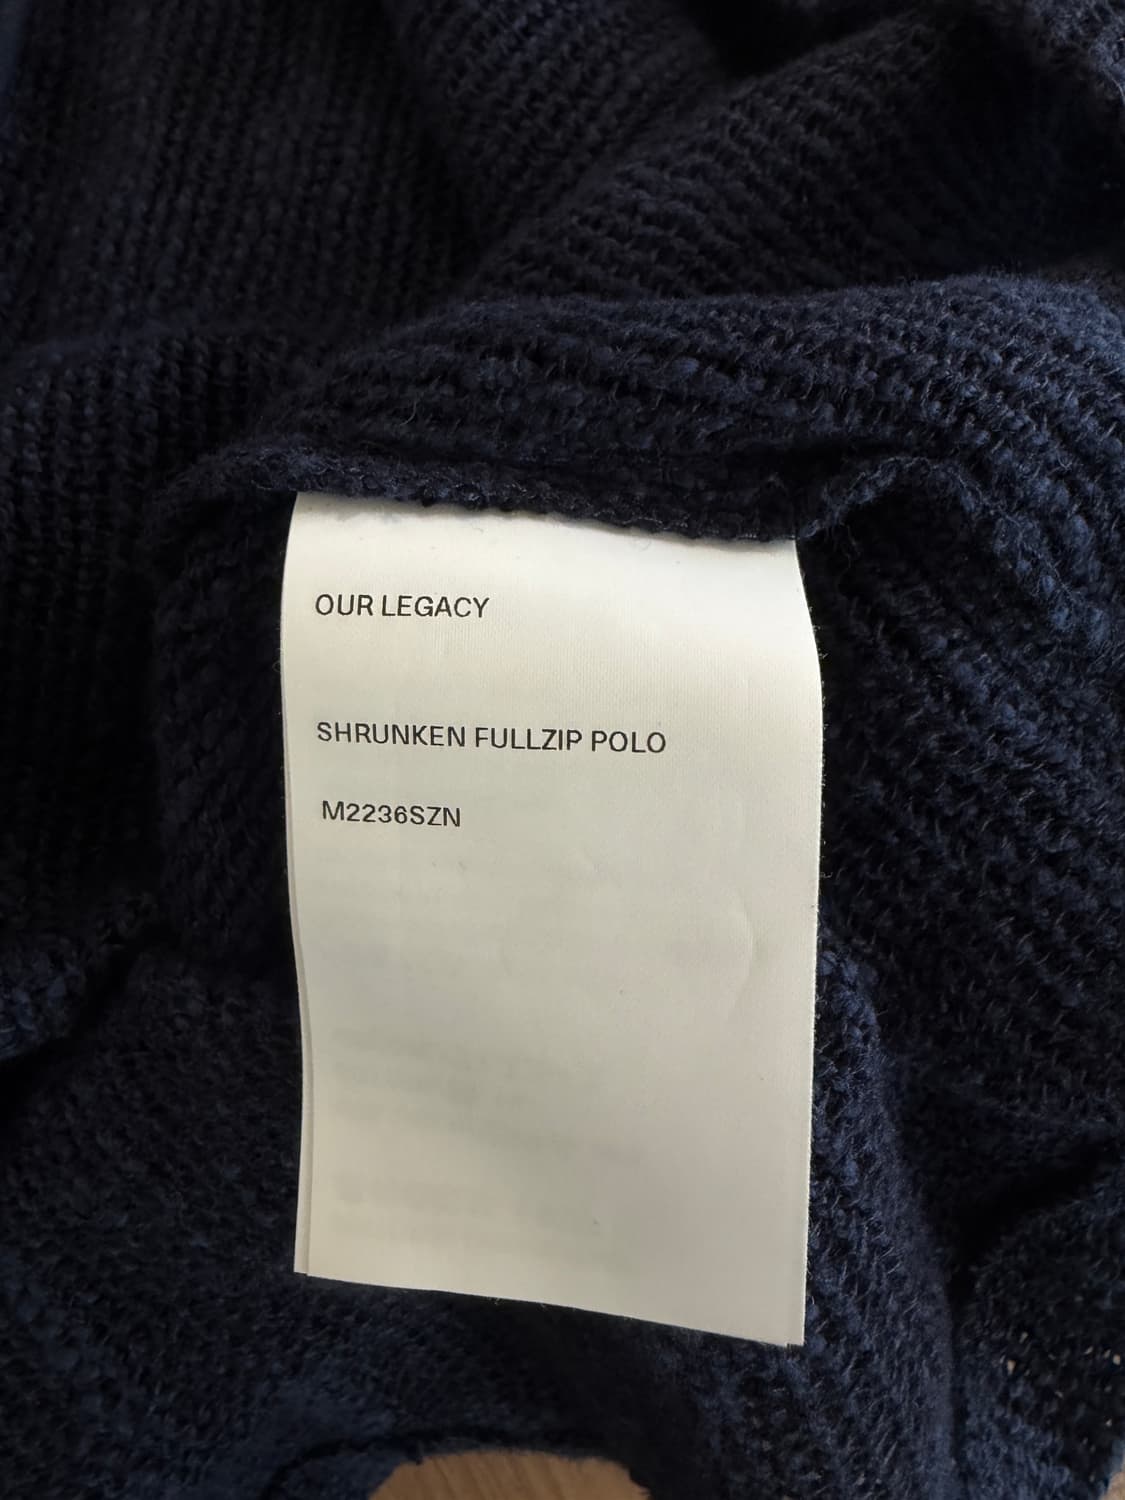 OUR LEGACY
SHRUNKEN FULLZIP POLO
M2236SZN